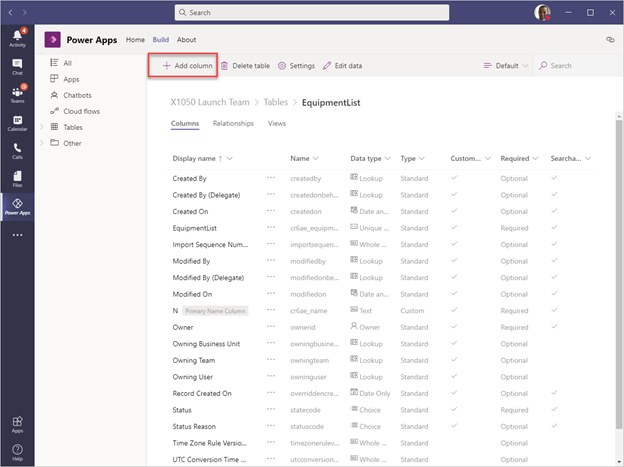 Search
Activity
4
Chat
Teams
Calendar
Calls
Files
Power Apps
Apps
Help
Power Apps Home Build About
All
Apps
Chatbots
Cloud flows
Tables
Other
Add column Delete table Settings Edit data Default Search
X1050 Launch Team > Tables > EquipmentList
Columns Relationships Views
Display name ↑ Name Data type Type Custom... Required Searcha...
Created By ... createdby Lookup Standard Optional
Created By (Delegate) ... createdonbeh... Lookup Standard Optional
Created On ... createdon Date an... Standard Optional
EquipmentList ... cr6ae_equipm... Unique ... Standard Required
Import Sequence Num... ... importsequen... Whole ... Standard Optional
Modified By ... modifiedby Lookup Standard Optional
Modified By (Delegate) ... modifiedonbe... Lookup Standard Optional
Modified On ... modifiedon Date an... Standard Optional
N Primary Name Column ... cr6ae_name Text Custom Required
Owner ... ownerid Owner Standard Required
Owning Business Unit ... owningbusine... Lookup Standard Optional
Owning Team ... owningteam Lookup Standard Optional
Owning User ... owninguser Lookup Standard Optional
Record Created On ... overriddencre... Date Only Standard Optional
Status ... statecode Choice Standard Required
Status Reason ... statuscode Choice Standard Optional
Time Zone Rule Versio... ... timezonerulev... Whole ... Standard Optional
UTC Conversion Time ... ... utcconversion... Whole ... Standard Optional